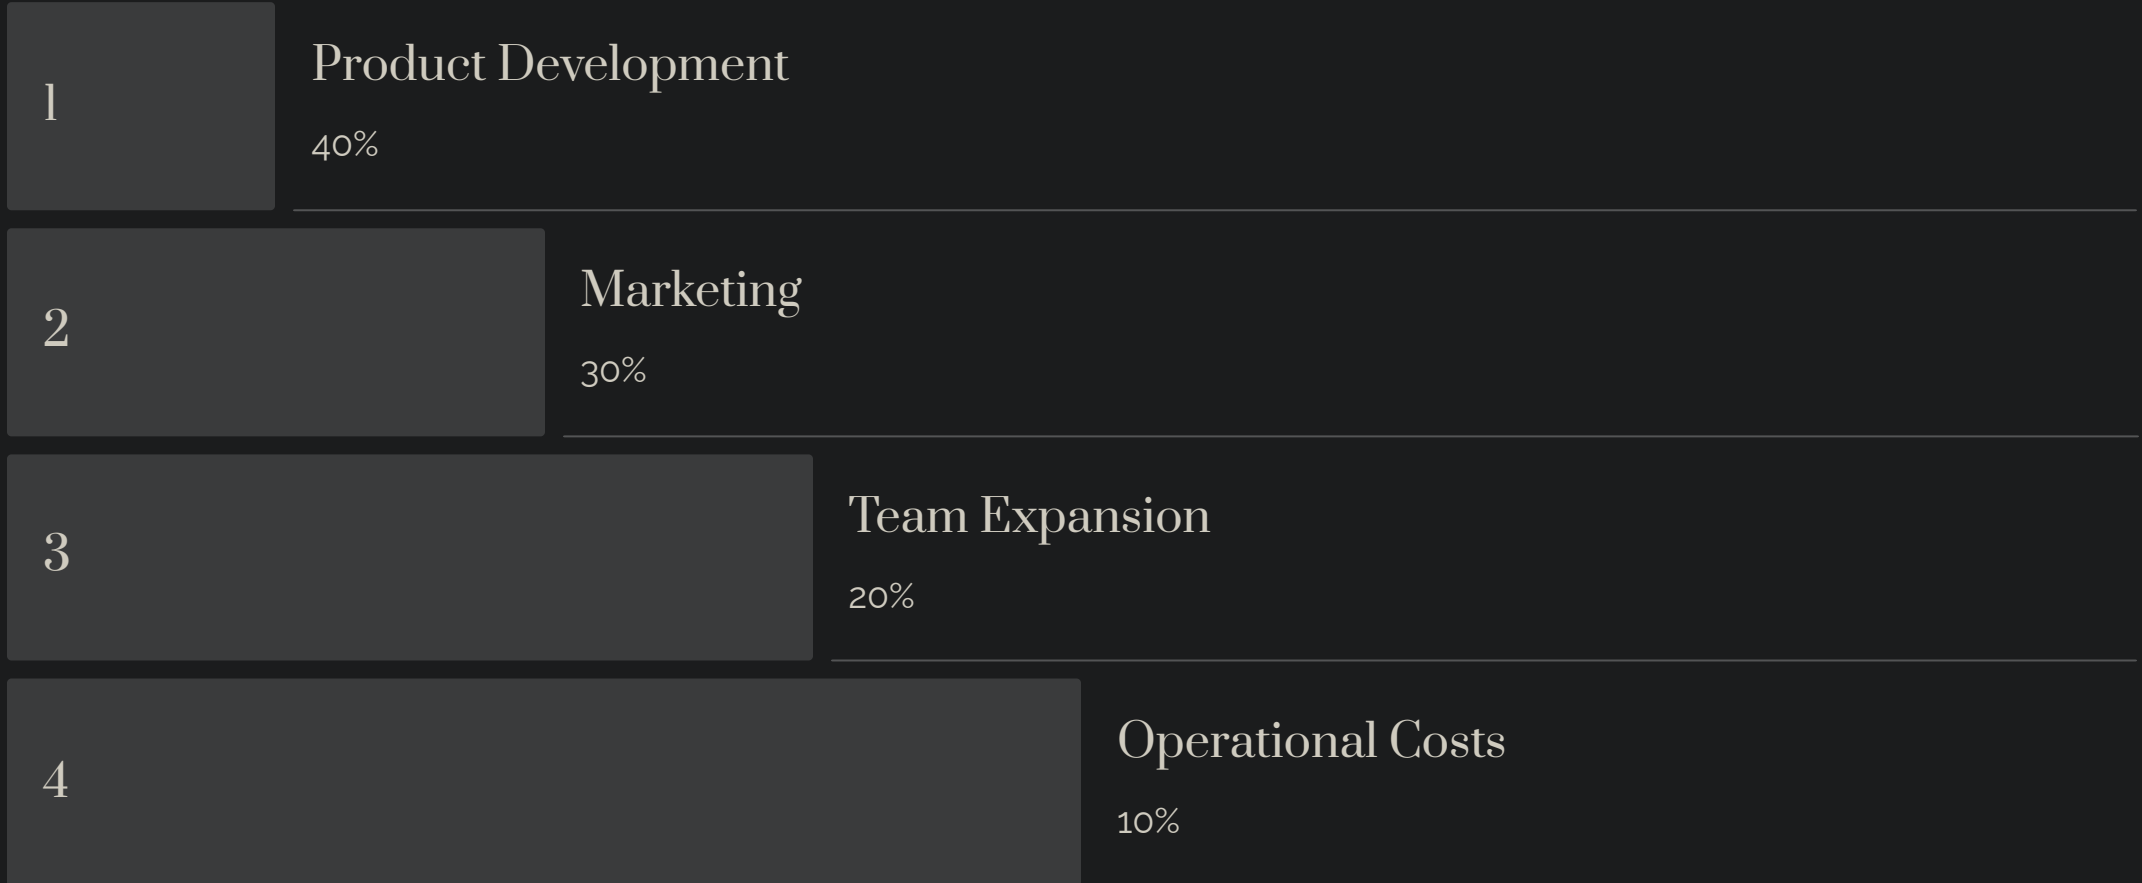 1
Product Development
40%
2
Marketing
30%
3
Team Expansion
20%
4
Operational Costs
10%